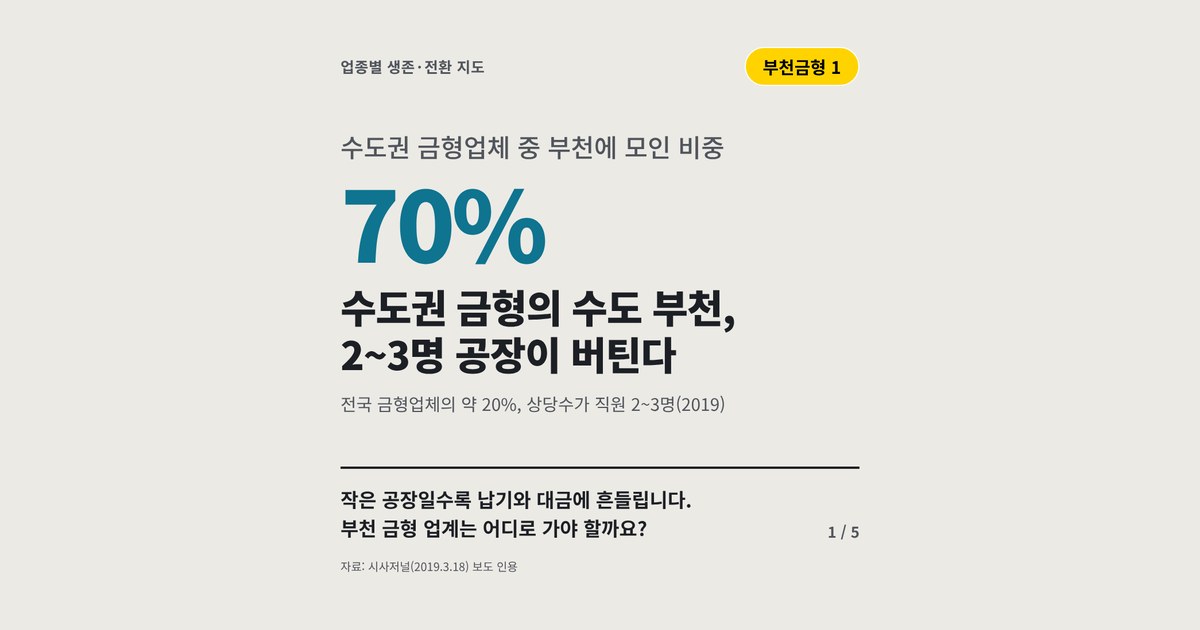 업종별 생존·전환 지도
부천금형 1
수도권 금형업체 중 부천에 모인 비중
70%
수도권 금형의 수도 부천,
2~3명 공장이 버틴다
전국 금형업체의 약 20%, 상당수가 직원 2~3명(2019)
작은 공장일수록 납기와 대금에 흔들립니다.
부천 금형 업계는 어디로 가야 할까요?
1 / 5
자료: 시사저널(2019.3.18) 보도 인용